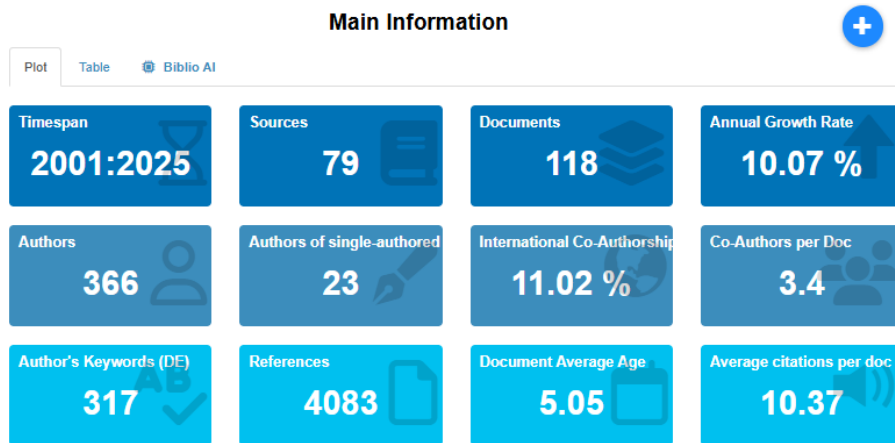 Main Information
Plot Table Biblio AI
Timespan Sources Documents Annual Growth Rate
2001:2025 79 118 10.07 %
Authors Authors of single-authored International Co-Authorship Co-Authors per Doc
366 23 11.02 % 3.4
Author's Keywords (DE) References Document Average Age Average citations per doc
317 4083 5.05 10.37